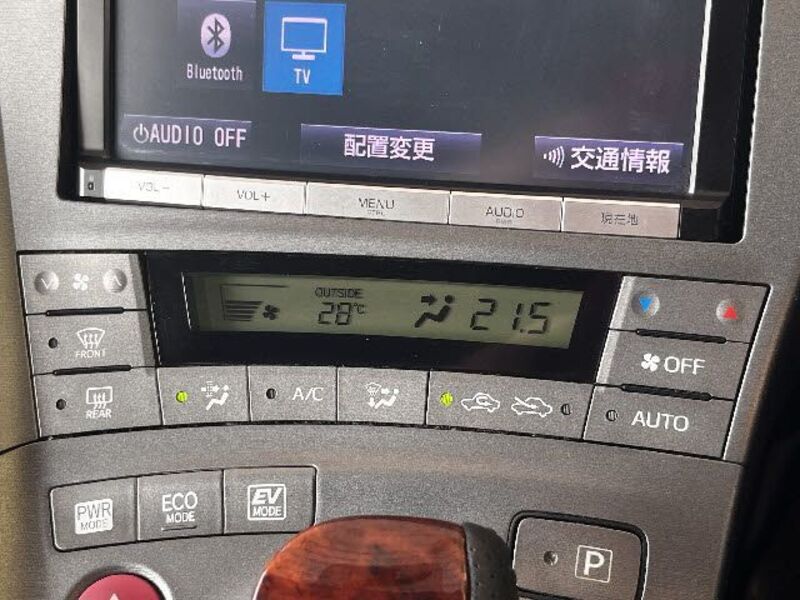 Bluetooth
TV
AUDIO OFF
配置変更
交通情報
VOL−
VOL+
MENU
AUDIO
現在地
OUTSIDE
28℃
21.5
FRONT
OFF
REAR
A/C
AUTO
PWR
MODE
ECO
MODE
EV
MODE
P